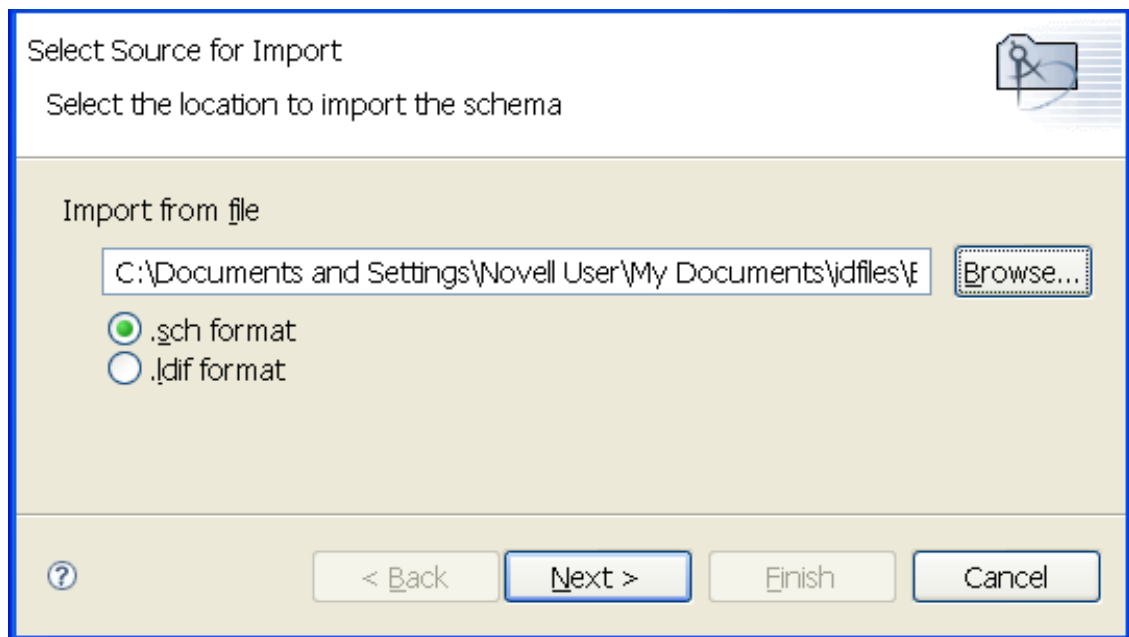 Select Source for Import
Select the location to import the schema
Import from file
C:\Documents and Settings\Novell User\My Documents\idfiles\E
Browse...
.sch format
.ldif format
?
< Back
Next >
Finish
Cancel